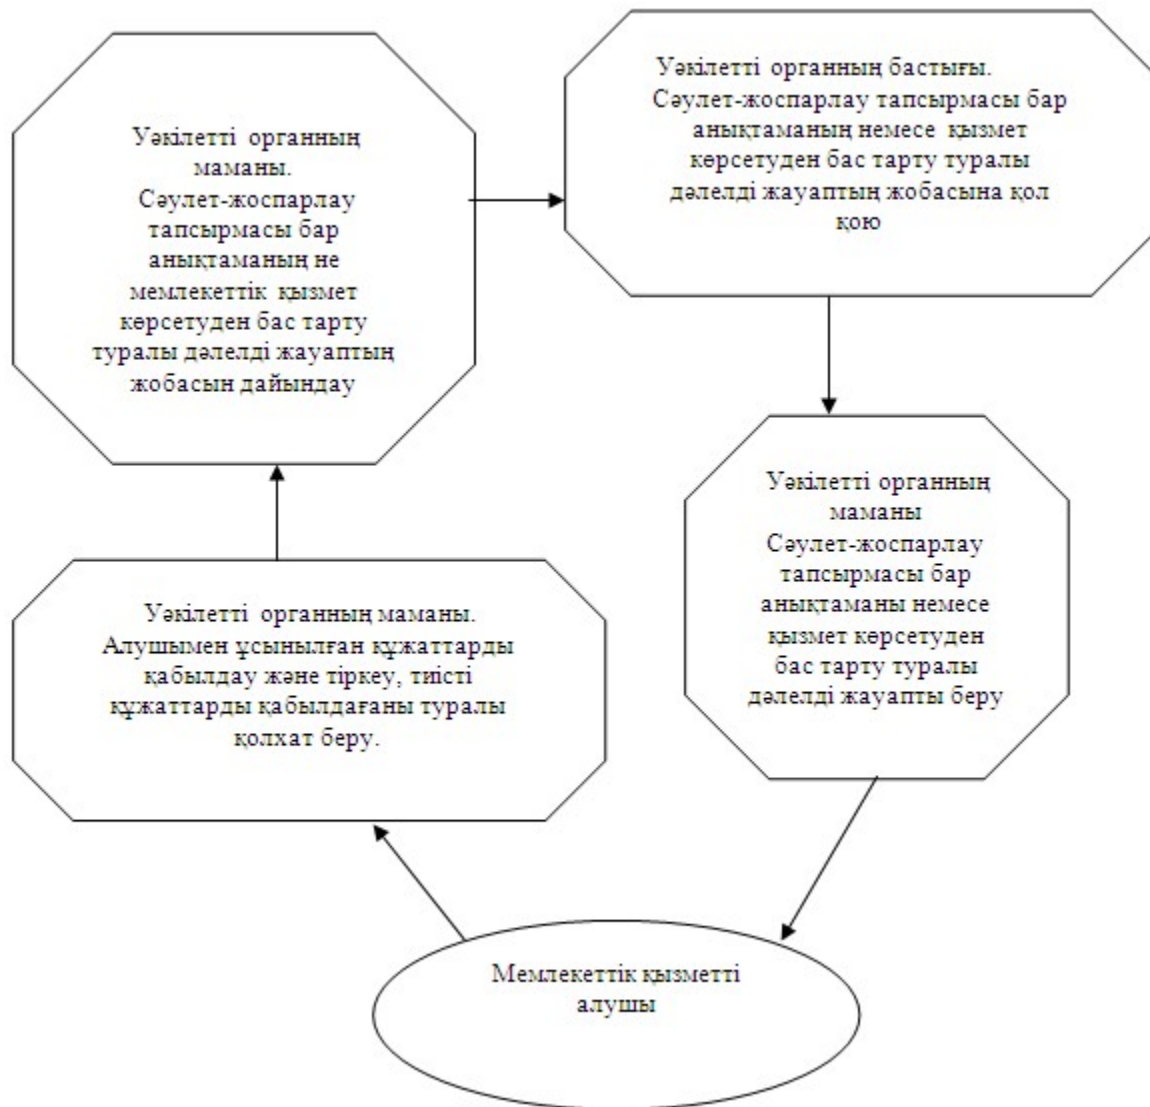 Уәкілетті органның
маманы.
Сәулет-жоспарлау
тапсырмасы бар
анықтаманың не
мемлекеттік қызмет
көрсетуден бас тарту
туралы дәлелді жауаптың
жобасын дайындау
Уәкілетті органның бастығы.
Сәулет-жоспарлау тапсырмасы бар
анықтаманың немесе қызмет
көрсетуден бас тарту туралы
дәлелді жауаптың жобасына қол
қою
Уәкілетті органның
маманы
Сәулет-жоспарлау
тапсырмасы бар
анықтаманы немесе
қызмет көрсетуден
бас тарту туралы
дәлелді жауапты беру
Уәкілетті органның маманы.
Алушымен ұсынылған құжаттарды
қабылдау және тіркеу, тиісті
құжаттарды қабылдағаны туралы
қолхат беру.
Мемлекеттік қызметті
алушы